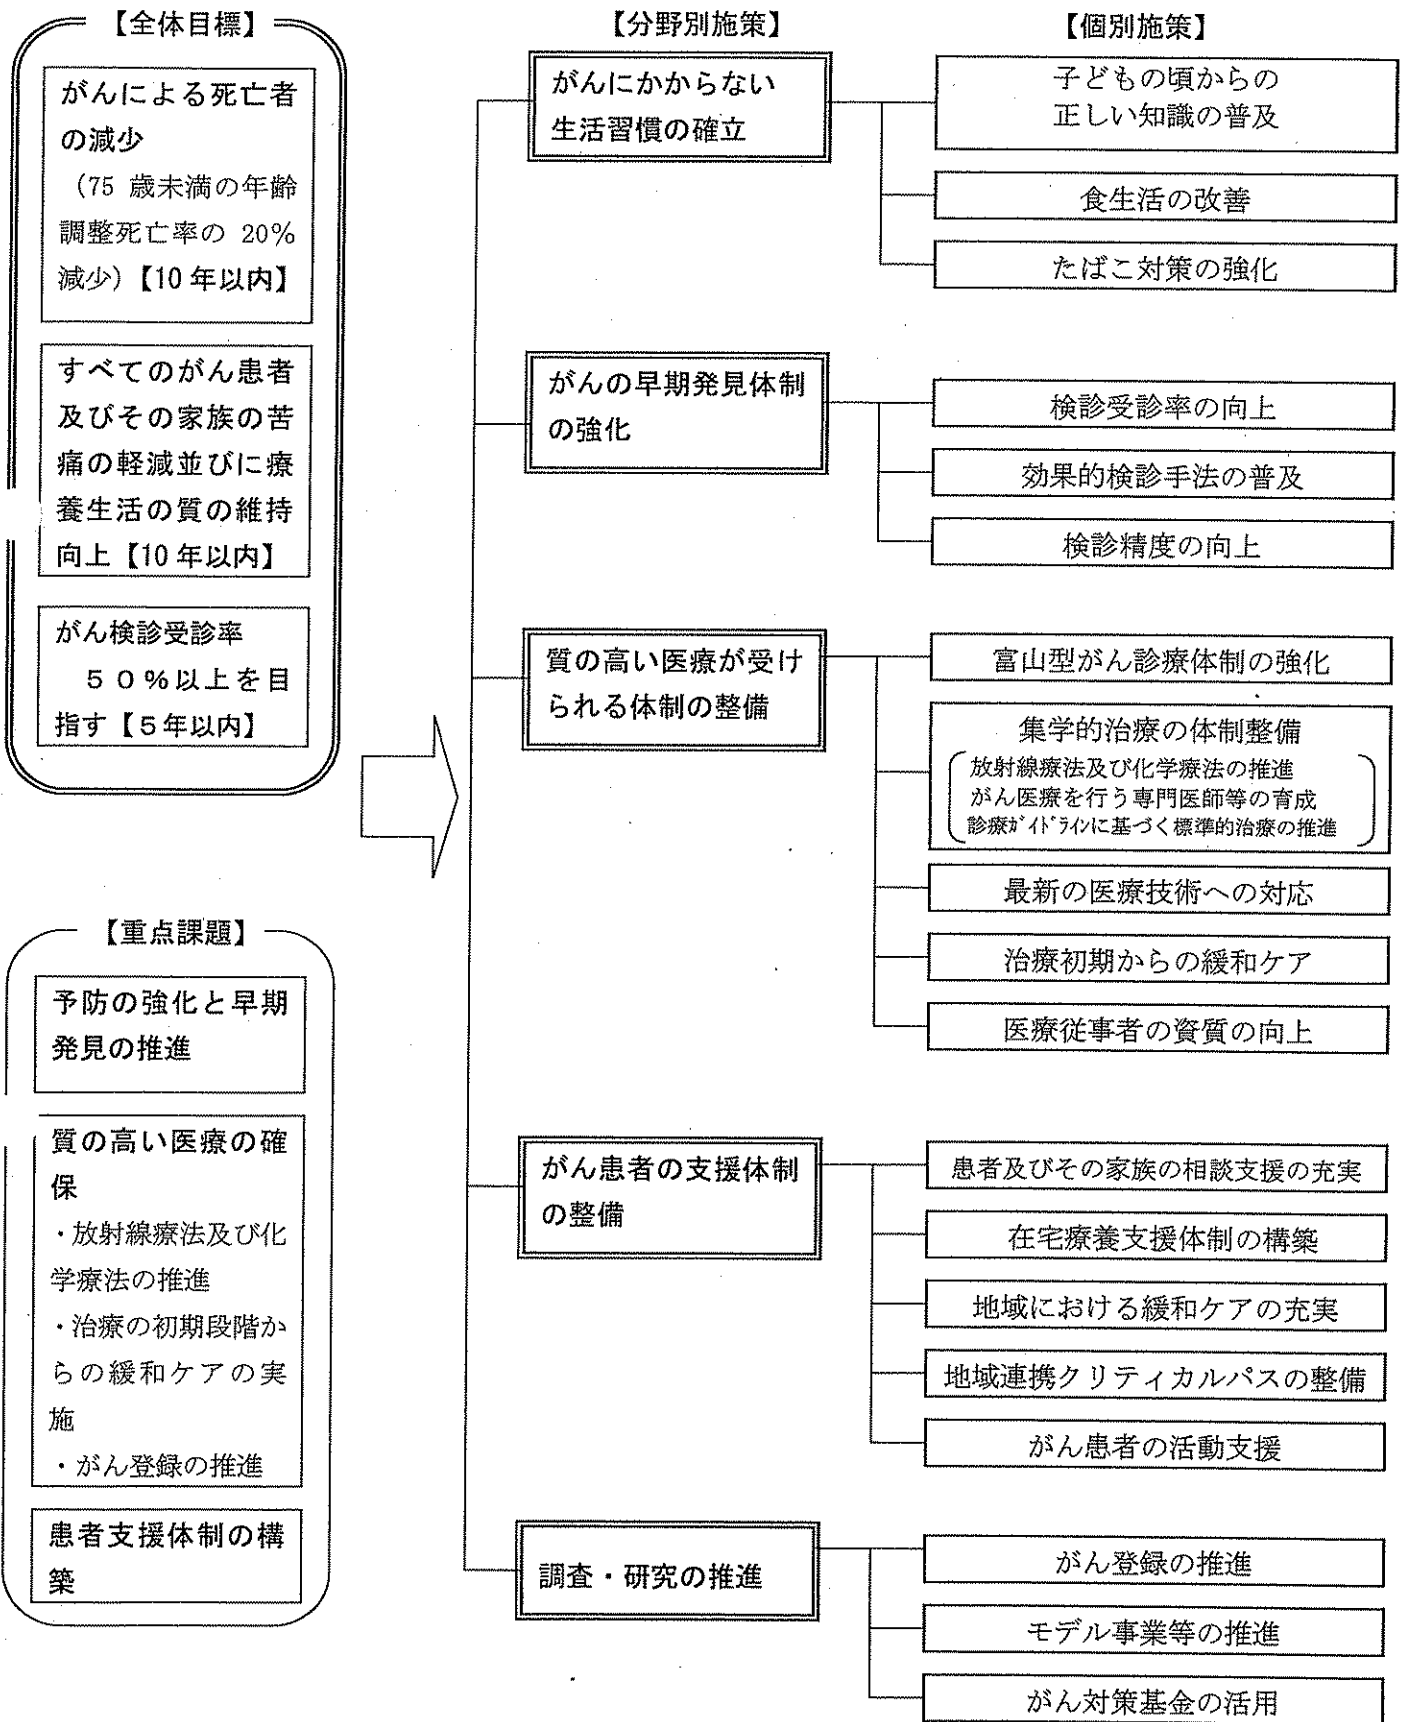 【全体目標】
がんによる死亡者
の減少
（75 歳未満の年齢
調整死亡率の 20％
減少）【10 年以内】
すべてのがん患者
及びその家族の苦
痛の軽減並びに療
養生活の質の維持
向上【10 年以内】
がん検診受診率
５０％以上を目
指す【５年以内】
【重点課題】
予防の強化と早期
発見の推進
質の高い医療の確
保
・放射線療法及び化
学療法の推進
・治療の初期段階か
らの緩和ケアの実
施
・がん登録の推進
患者支援体制の構
築
【分野別施策】
【個別施策】
がんにかからない
生活習慣の確立
子どもの頃からの
正しい知識の普及
食生活の改善
たばこ対策の強化
がんの早期発見体制
の強化
検診受診率の向上
効果的検診手法の普及
検診精度の向上
質の高い医療が受け
られる体制の整備
富山型がん診療体制の強化
集学的治療の体制整備
放射線療法及び化学療法の推進
がん医療を行う専門医師等の育成
診療ｶﾞｲﾄﾞﾗｲﾝに基づく標準的治療の推進
最新の医療技術への対応
治療初期からの緩和ケア
医療従事者の資質の向上
がん患者の支援体制
の整備
患者及びその家族の相談支援の充実
在宅療養支援体制の構築
地域における緩和ケアの充実
地域連携クリティカルパスの整備
がん患者の活動支援
調査・研究の推進
がん登録の推進
モデル事業等の推進
がん対策基金の活用